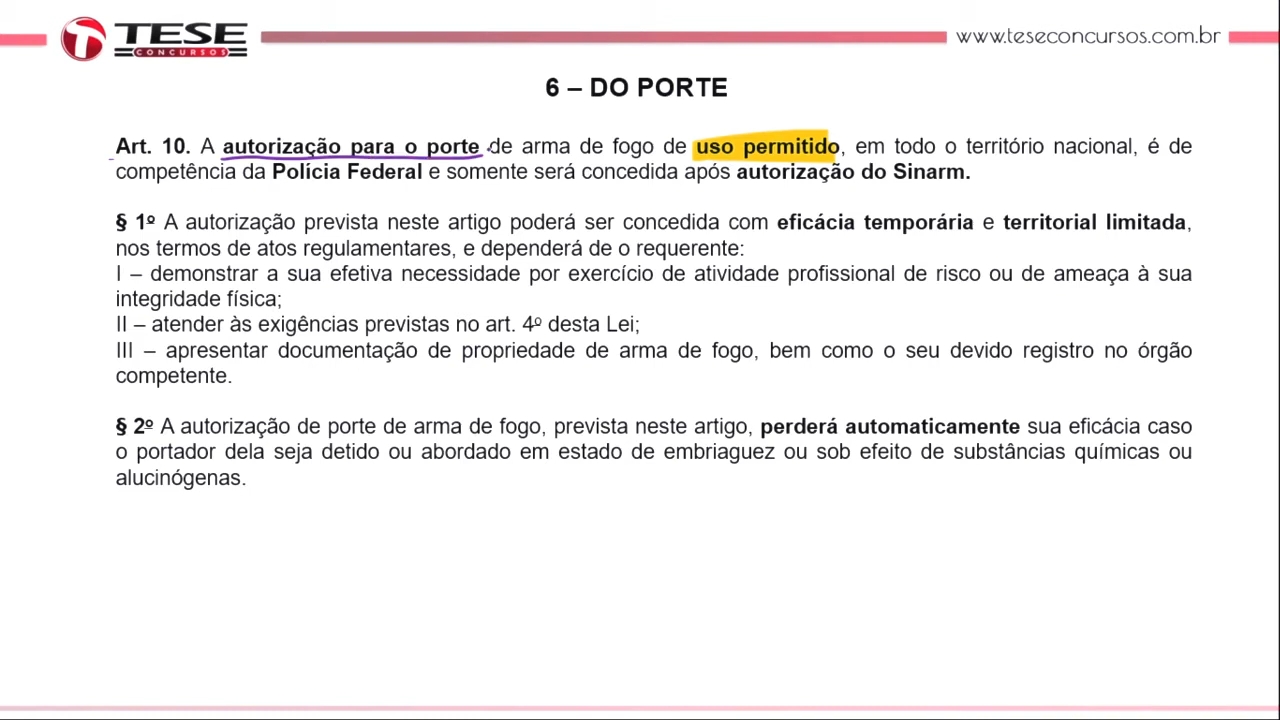 TESE
CONCURSOS
www.teseconcursos.com.br
6 – DO PORTE
Art. 10. A autorização para o porte de arma de fogo de uso permitido, em todo o território nacional, é de
competência da Polícia Federal e somente será concedida após autorização do Sinarm.
§ 1º A autorização prevista neste artigo poderá ser concedida com eficácia temporária e territorial limitada,
nos termos de atos regulamentares, e dependerá de o requerente:
I – demonstrar a sua efetiva necessidade por exercício de atividade profissional de risco ou de ameaça à sua
integridade física;
II – atender às exigências previstas no art. 4º desta Lei;
III – apresentar documentação de propriedade de arma de fogo, bem como o seu devido registro no órgão
competente.
§ 2º A autorização de porte de arma de fogo, prevista neste artigo, perderá automaticamente sua eficácia caso
o portador dela seja detido ou abordado em estado de embriaguez ou sob efeito de substâncias químicas ou
alucinógenas.